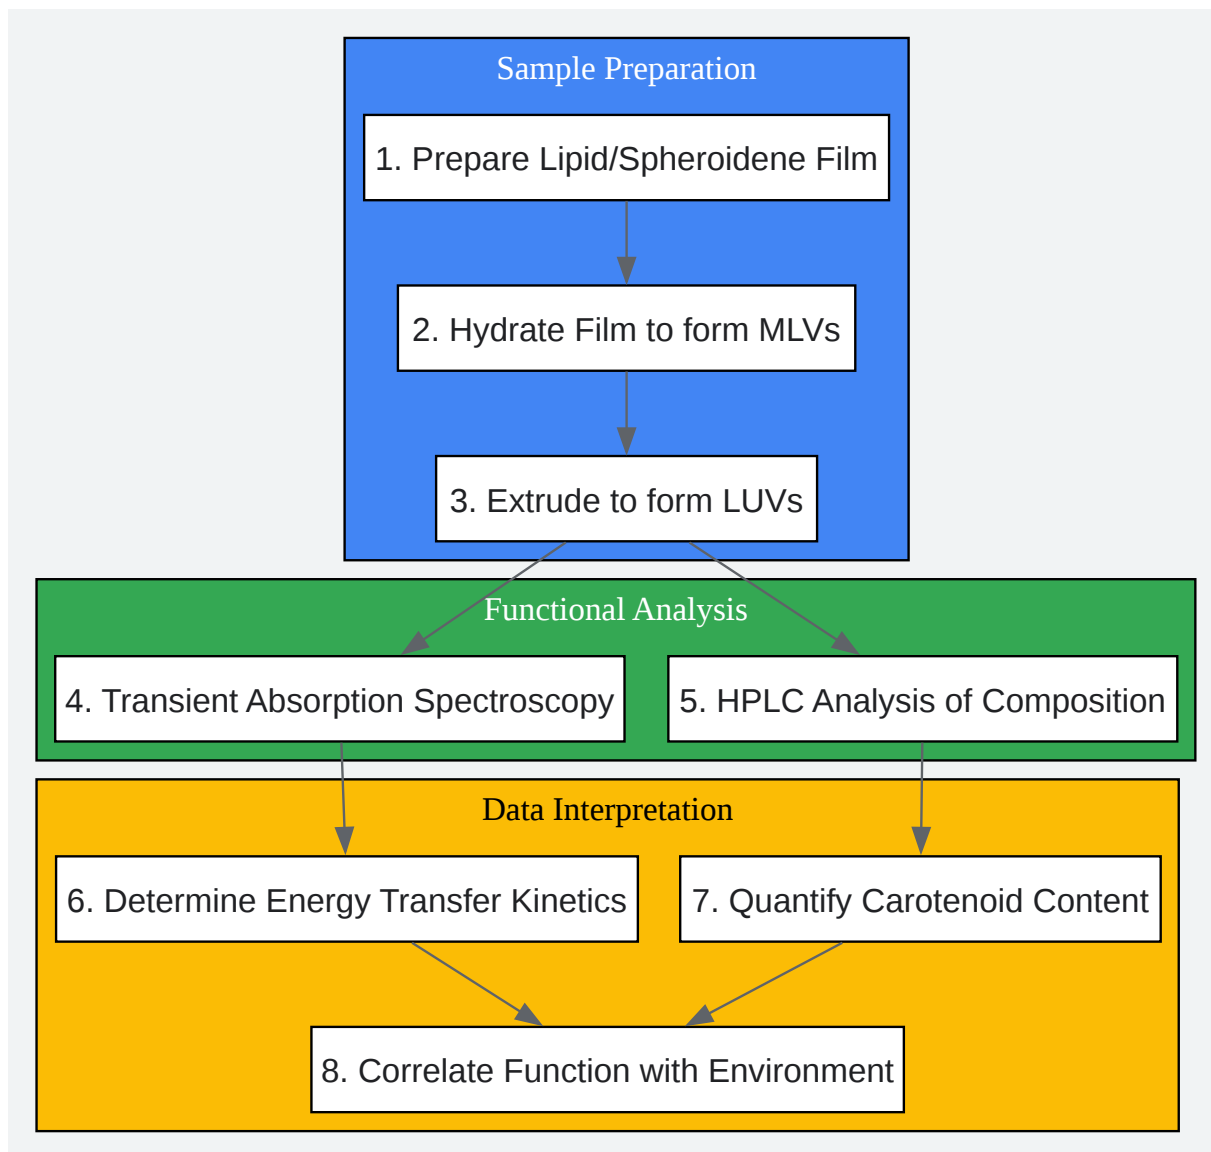 Sample Preparation
1. Prepare Lipid/Spheroidene Film
2. Hydrate Film to form MLVs
3. Extrude to form LUVs
Functional Analysis
4. Transient Absorption Spectroscopy
5. HPLC Analysis of Composition
Data Interpretation
6. Determine Energy Transfer Kinetics
7. Quantify Carotenoid Content
8. Correlate Function with Environment